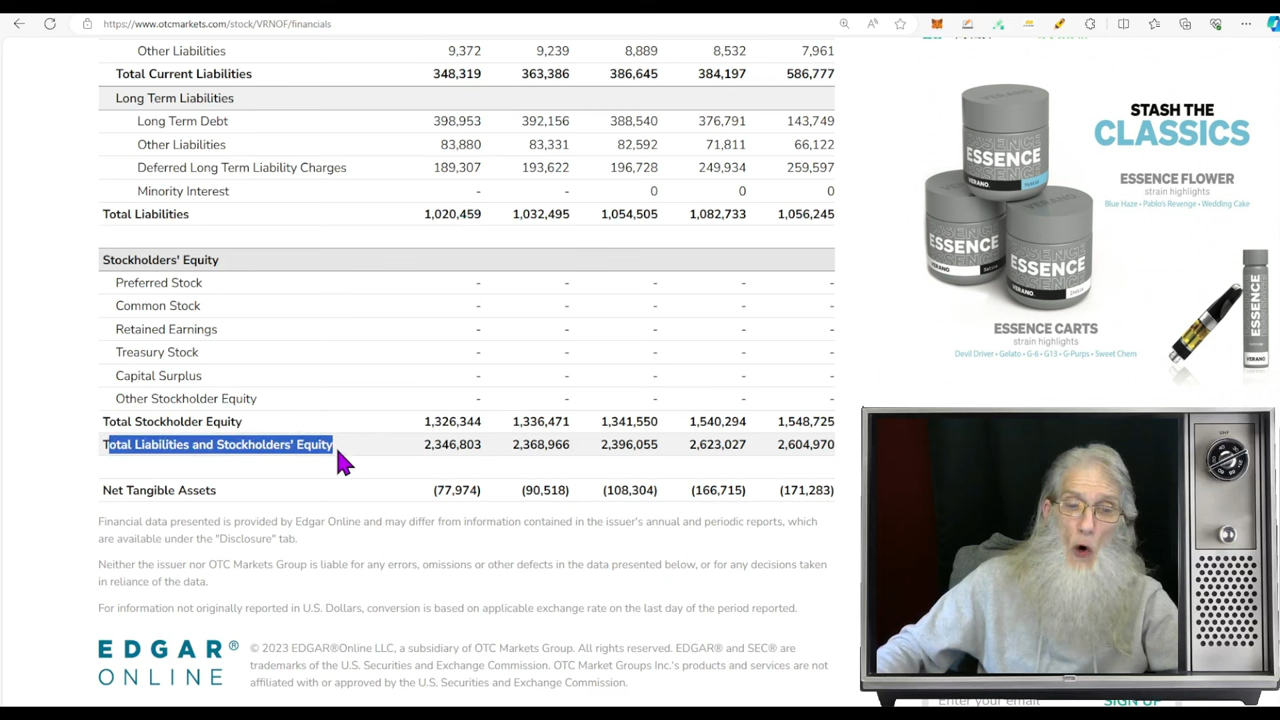 https://www.otcmarkets.com/stock/VRNOF/financials
Other Liabilities 9,372 9,239 8,889 8,532 7,961
Total Current Liabilities 348,319 363,386 386,645 384,197 586,777
Long Term Liabilities
Long Term Debt 398,953 392,156 388,540 376,791 143,749
Other Liabilities 83,880 83,331 82,592 71,811 66,122
Deferred Long Term Liability Charges 189,307 193,622 196,728 249,934 259,597
Minority Interest - - 0 0 0
Total Liabilities 1,020,459 1,032,495 1,054,505 1,082,733 1,056,245
Stockholders' Equity
Preferred Stock - - - - -
Common Stock - - - - -
Retained Earnings - - - - -
Treasury Stock - - - - -
Capital Surplus - - - - -
Other Stockholder Equity - - - - -
Total Stockholder Equity 1,326,344 1,336,471 1,341,550 1,540,294 1,548,725
Total Liabilities and Stockholders' Equity 2,346,803 2,368,966 2,396,055 2,623,027 2,604,970
Net Tangible Assets (77,974) (90,518) (108,304) (166,715) (171,283)
Financial data presented is provided by Edgar Online and may differ from information contained in the issuer's annual and periodic reports, which
are available under the "Disclosure" tab.
Neither the issuer nor OTC Markets Group is liable for any errors, omissions or other defects in the data presented below, or for any decisions taken
in reliance of the data.
For information not originally reported in U.S. Dollars, conversion is based on applicable exchange rate on the last day of the period reported.
EDGAR®
ONLINE
© 2023 EDGAR®Online LLC, a subsidiary of OTC Markets Group. All rights reserved. EDGAR® and SEC® are
trademarks of the U.S. Securities and Exchange Commission. OTC Market Groups Inc.'s products and services are not
affiliated with or approved by the U.S. Securities and Exchange Commission.
STASH THE
CLASSICS
ESSENCE FLOWER
strain highlights
Blue Haze • Pablo's Revenge • Wedding Cake
ESSENCE
VERANO.
ESSENCE
VERANO.
ESSENCE
VERANO.
ESSENCE
VERANO
ESSENCE CARTS
strain highlights
Devil Driver • Gelato • G-6 • G13 • G-Purps • Sweet Chem
UHF
Enter your email
SIGN UP